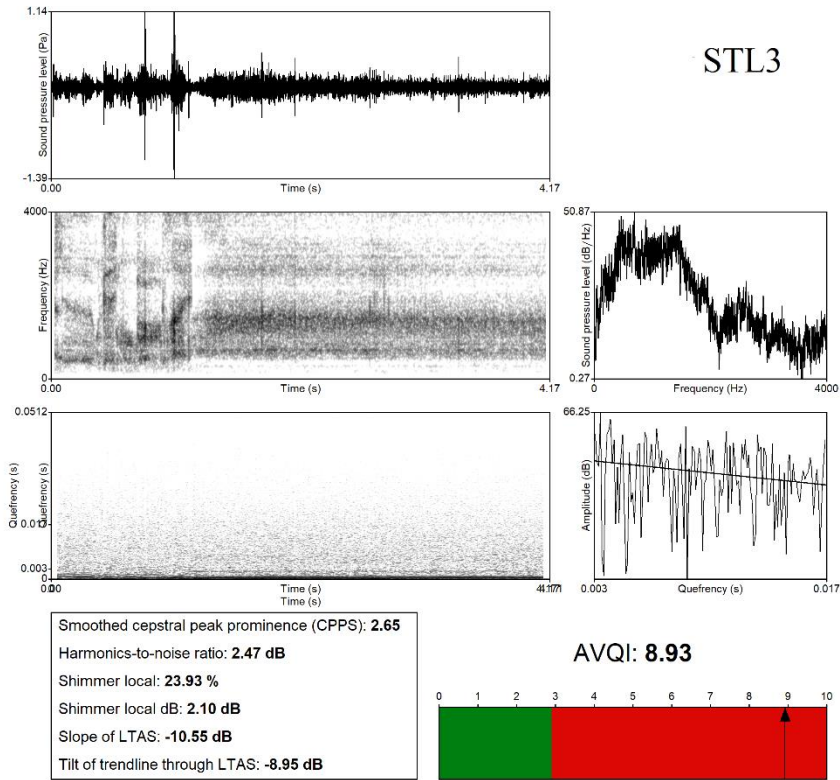 STL3
1.14
Sound pressure level (Pa)
-1.39
0.00
Time (s)
4.17
4000
Frequency (Hz)
0
0.00
Time (s)
4.17
50.87
Sound pressure level (dB/Hz)
0.27
0
Frequency (Hz)
4000
0.0512
Quefrency (s)
Quefrency (s)
0.003
0
Time (s)
Time (s)
66.25
Amplitude (dB)
0.003
Quefrency (s)
0.017
Smoothed cepstral peak prominence (CPPS): 2.65
Harmonics-to-noise ratio: 2.47 dB
Shimmer local: 23.93 %
Shimmer local dB: 2.10 dB
Slope of LTAS: -10.55 dB
Tilt of trendline through LTAS: -8.95 dB
AVQI: 8.93
0 1 2 3 4 5 6 7 8 9 10